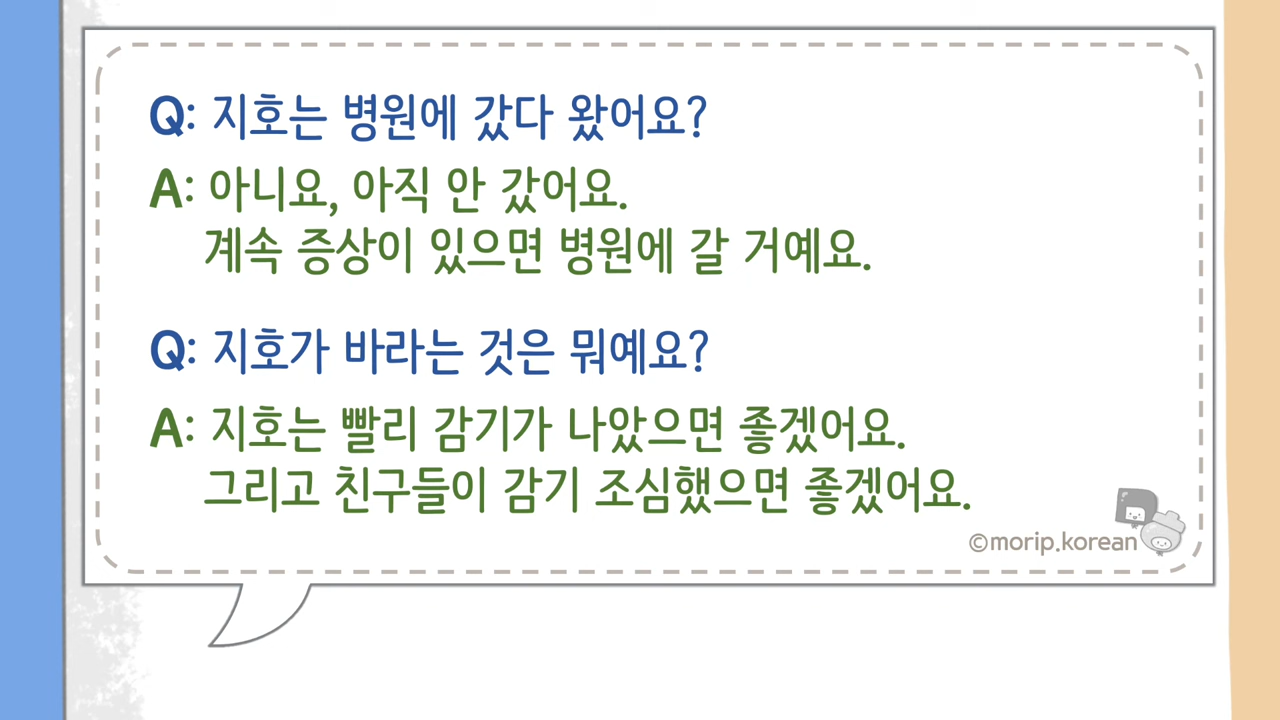 Q: 지호는 병원에 갔다 왔어요?
A: 아니요, 아직 안 갔어요.
계속 증상이 있으면 병원에 갈 거예요.
Q: 지호가 바라는 것은 뭐예요?
A: 지호는 빨리 감기가 나았으면 좋겠어요.
그리고 친구들이 감기 조심했으면 좋겠어요.
©morip.korean